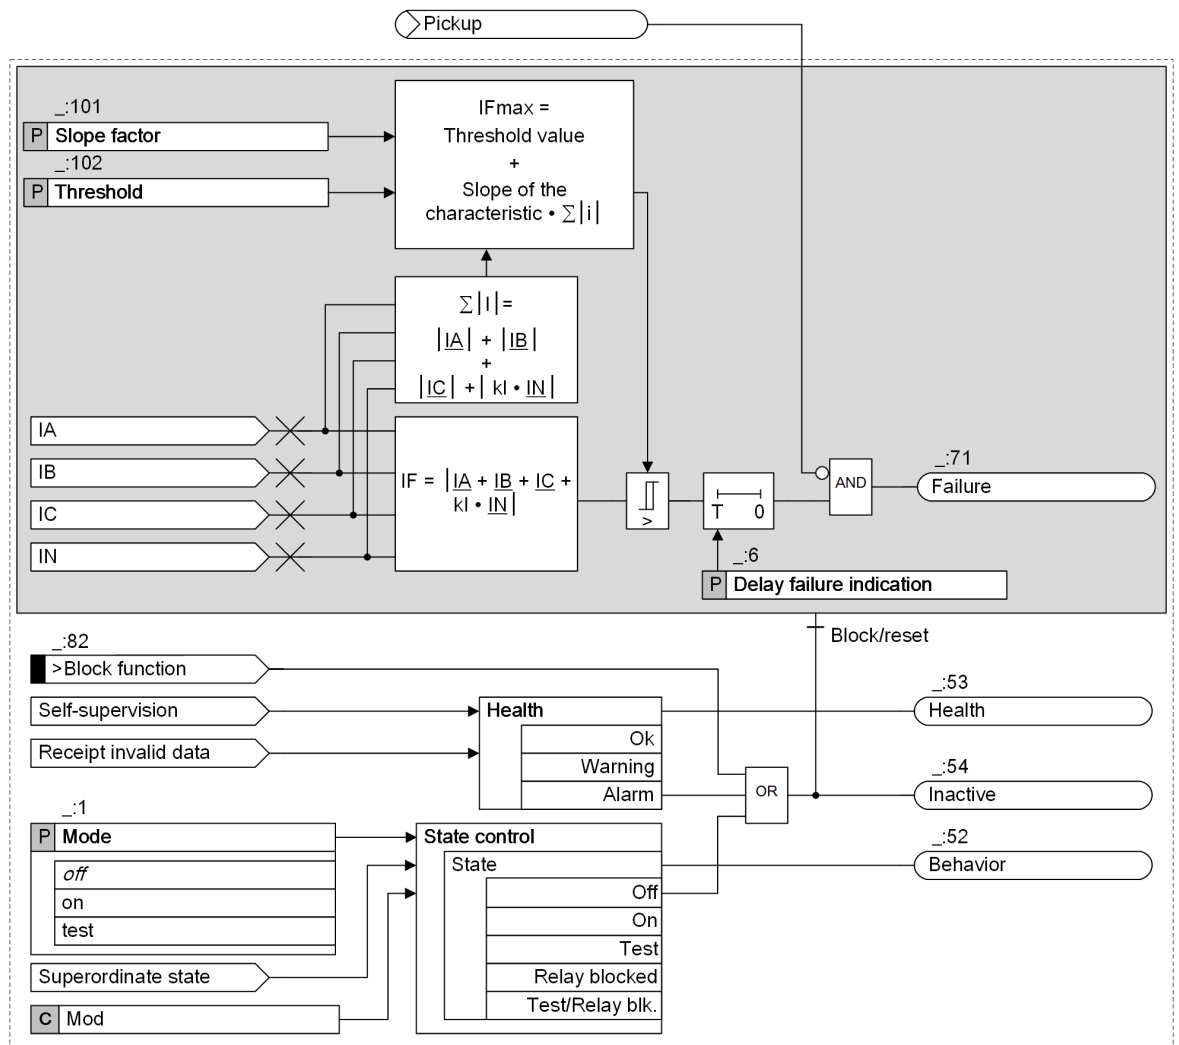 Pickup
_:101
P Slope factor
_:102
P Threshold
IFmax =
Threshold value
+
Slope of the
characteristic • ∑|i|
∑|I|=
|IA| + |IB|
+
|IC| +| kI • IN|
IA
IB
IC
IN
IF = |IA + IB + IC +
kI • IN|
>
T 0
AND
_:71
Failure
_:6
P Delay failure indication
Block/reset
_:82
>Block function
Self-supervision
Receipt invalid data
Health
Ok
Warning
Alarm
OR
_:53
Health
_:54
Inactive
_:52
Behavior
_:1
P Mode
off
on
test
Superordinate state
C Mod
State control
State
Off
On
Test
Relay blocked
Test/Relay blk.